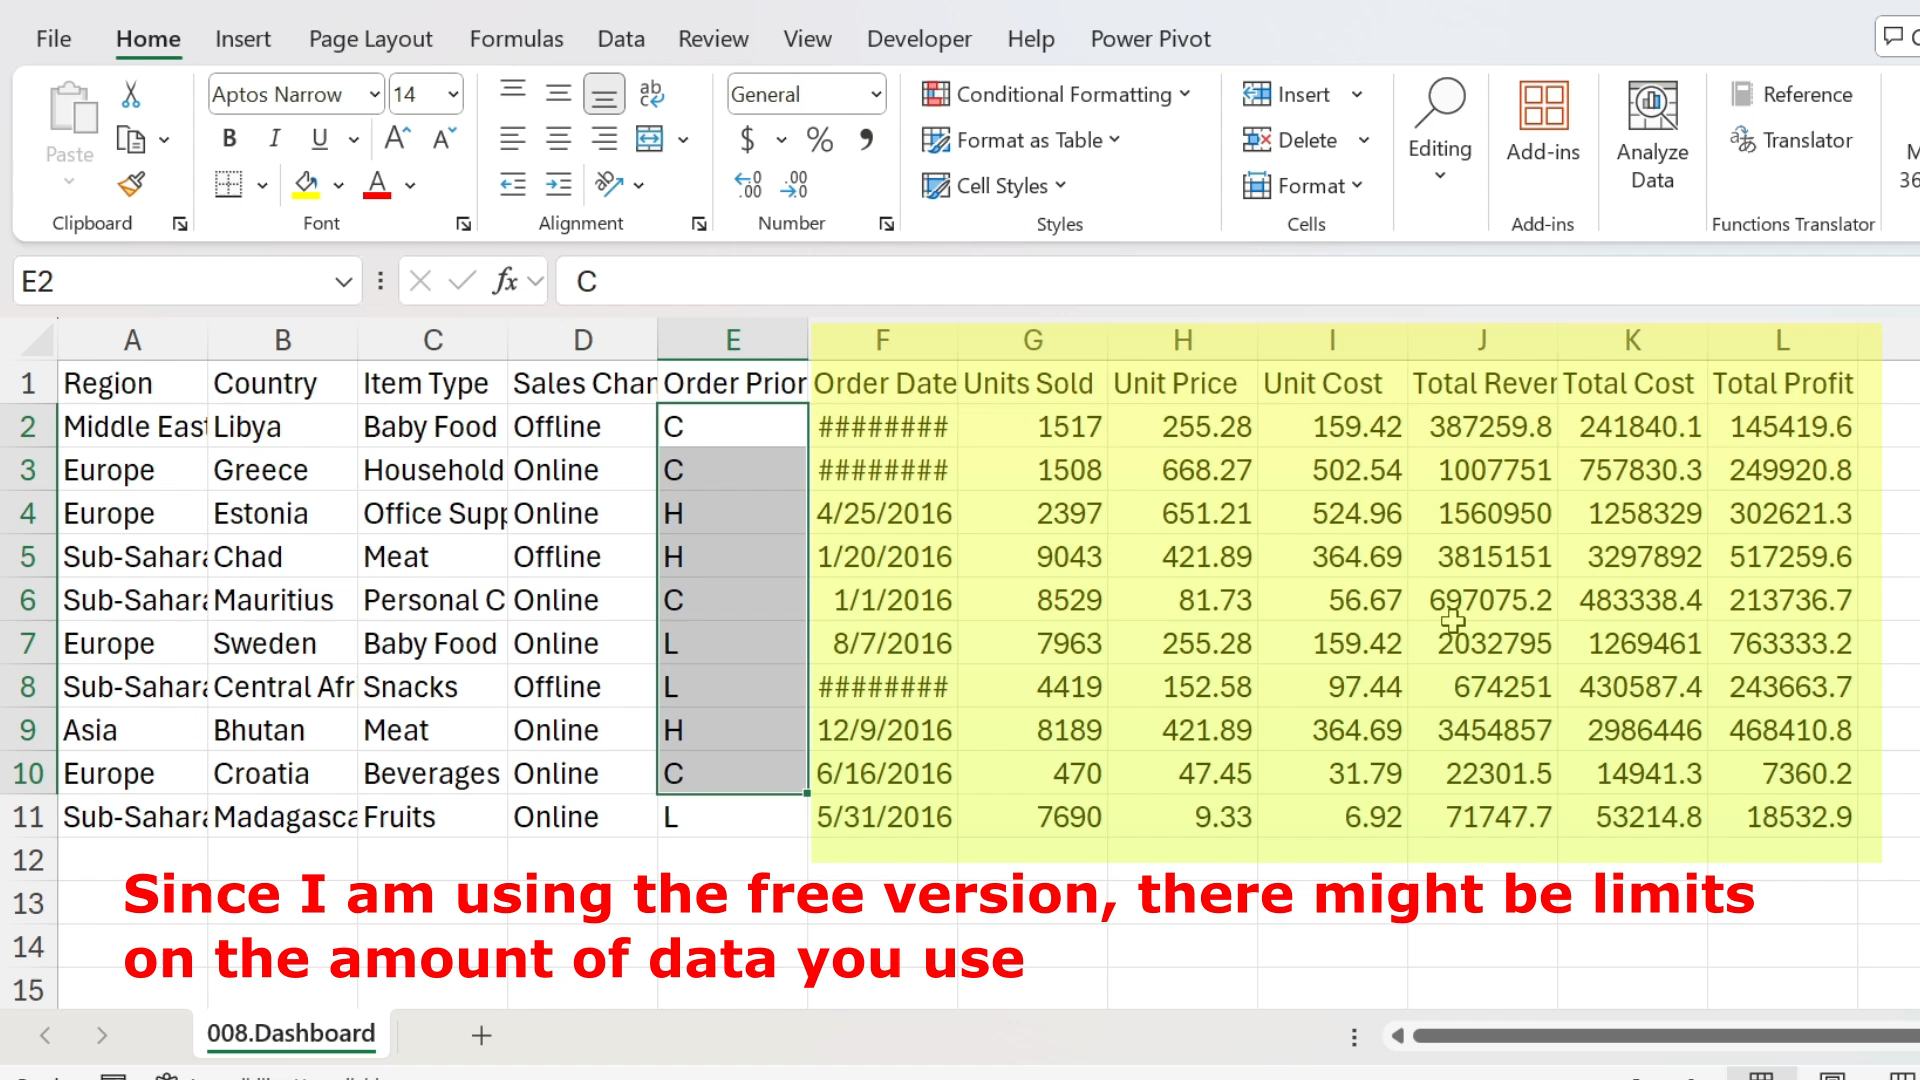 File Home Insert Page Layout Formulas Data Review View Developer Help Power Pivot
Paste
Clipboard
Aptos Narrow 14
B I U A A
A
Font
ab
Alignment
General
$ % ,
.00 .00
Number
Conditional Formatting
Format as Table
Cell Styles
Styles
Insert
Delete
Format
Cells
Editing
Add-ins
Add-ins
Analyze
Data
Reference
Translator
Functions Translator
E2 fx C
A B C D E F G H I J K L
1 Region Country Item Type Sales Chan Order Prior Order Date Units Sold Unit Price Unit Cost Total Rever Total Cost Total Profit
2 Middle East Libya Baby Food Offline C ######## 1517 255.28 159.42 387259.8 241840.1 145419.6
3 Europe Greece Household Online C ######## 1508 668.27 502.54 1007751 757830.3 249920.8
4 Europe Estonia Office Supp Online H 4/25/2016 2397 651.21 524.96 1560950 1258329 302621.3
5 Sub-Sahara Chad Meat Offline H 1/20/2016 9043 421.89 364.69 3815151 3297892 517259.6
6 Sub-Sahara Mauritius Personal C Online C 1/1/2016 8529 81.73 56.67 697075.2 483338.4 213736.7
7 Europe Sweden Baby Food Online L 8/7/2016 7963 255.28 159.42 2032795 1269461 763333.2
8 Sub-Sahara Central Afr Snacks Offline L ######## 4419 152.58 97.44 674251 430587.4 243663.7
9 Asia Bhutan Meat Online H 12/9/2016 8189 421.89 364.69 3454857 2986446 468410.8
10 Europe Croatia Beverages Online C 6/16/2016 470 47.45 31.79 22301.5 14941.3 7360.2
11 Sub-Sahara Madagasca Fruits Online L 5/31/2016 7690 9.33 6.92 71747.7 53214.8 18532.9
12
13
14
15
Since I am using the free version, there might be limits
on the amount of data you use
008.Dashboard